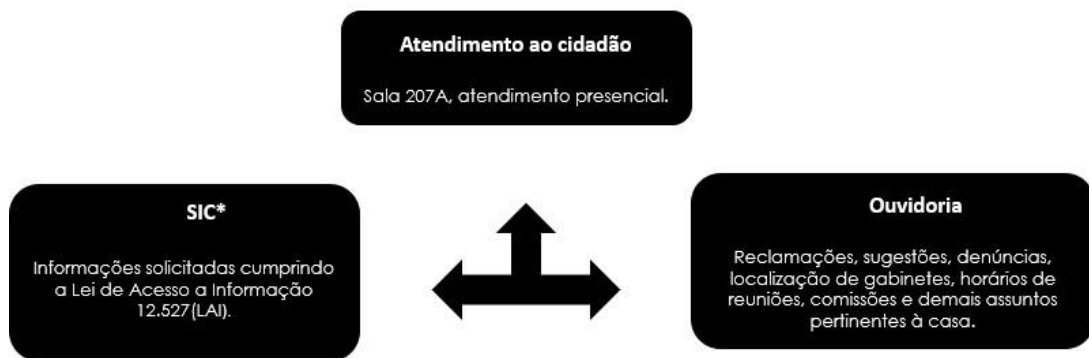 Atendimento ao cidadão
Sala 207A, atendimento presencial.
SIC*
Informações solicitadas cumprindo
a Lei de Acesso a Informação
12.527(LAI).
Ouvidoria
Reclamações, sugestões, denúncias,
localização de gabinetes, horários de
reuniões, comissões e demais assuntos
pertinentes à casa.